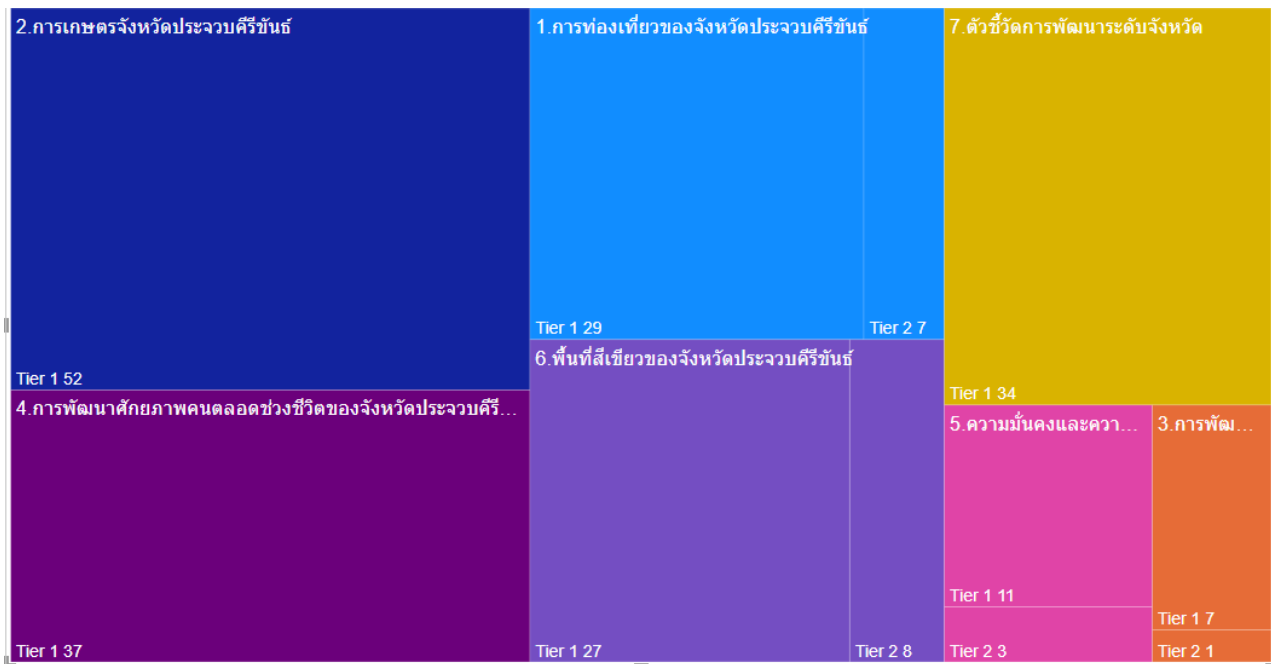 2.การเกษตรจังหวัดประจวบคีรีขันธ์
Tier 1 52
4.การพัฒนาศักยภาพคนตลอดช่วงชีวิตของจังหวัดประจวบคีรี...
Tier 1 37
1.การท่องเที่ยวของจังหวัดประจวบคีรีขันธ์
Tier 1 29
Tier 2 7
6.พื้นที่สีเขียวของจังหวัดประจวบคีรีขันธ์
Tier 1 27
Tier 2 8
7.ตัวชี้วัดการพัฒนาระดับจังหวัด
Tier 1 34
5.ความมั่นคงและควา...
Tier 1 11
Tier 2 3
3.การพัฒ...
Tier 1 7
Tier 2 1